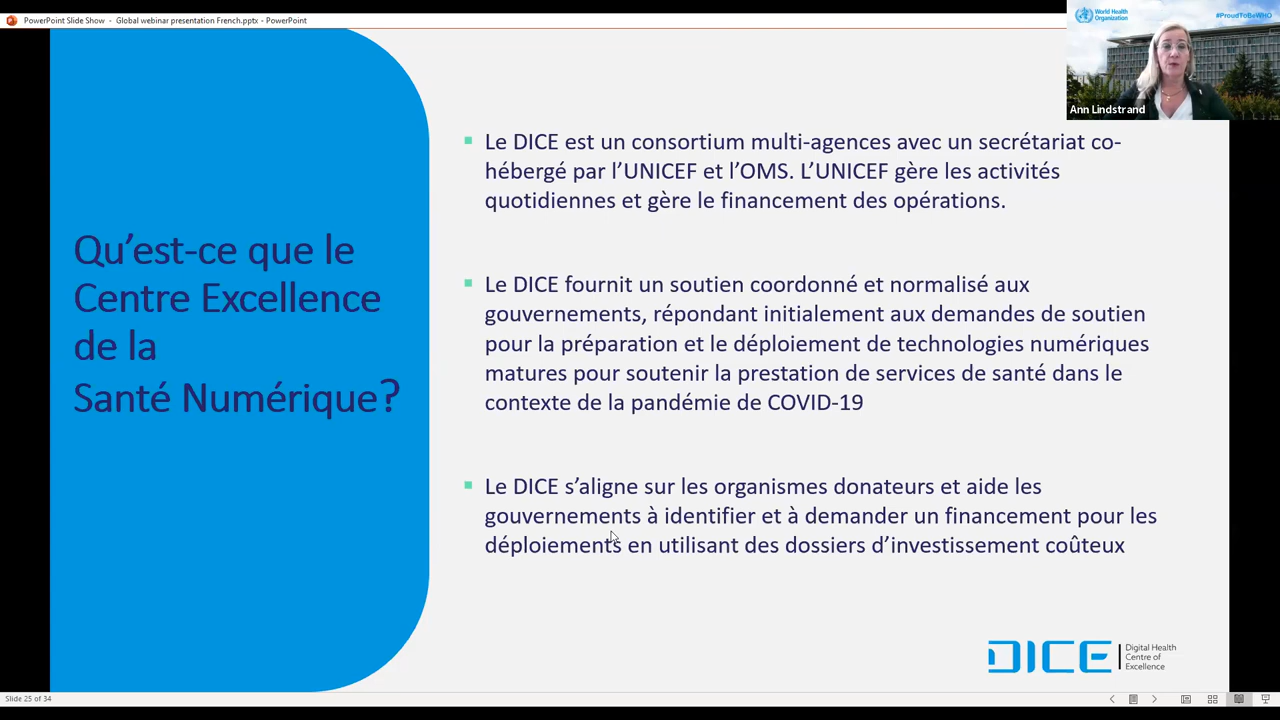 PowerPoint Slide Show - Global webinar presentation French.pptx - PowerPoint
World Health
Organization
#ProudToBeWHO
Ann Lindstrand
Qu’est-ce que le
Centre Excellence
de la
Santé Numérique?
Le DICE est un consortium multi-agences avec un secrétariat co-
hébergé par l’UNICEF et l’OMS. L’UNICEF gère les activités
quotidiennes et gère le financement des opérations.
Le DICE fournit un soutien coordonné et normalisé aux
gouvernements, répondant initialement aux demandes de soutien
pour la préparation et le déploiement de technologies numériques
matures pour soutenir la prestation de services de santé dans le
contexte de la pandémie de COVID-19
Le DICE s’aligne sur les organismes donateurs et aide les
gouvernements à identifier et à demander un financement pour les
déploiements en utilisant des dossiers d’investissement coûteux
DICE
Digital Health
Centre of
Excellence
Slide 25 of 34